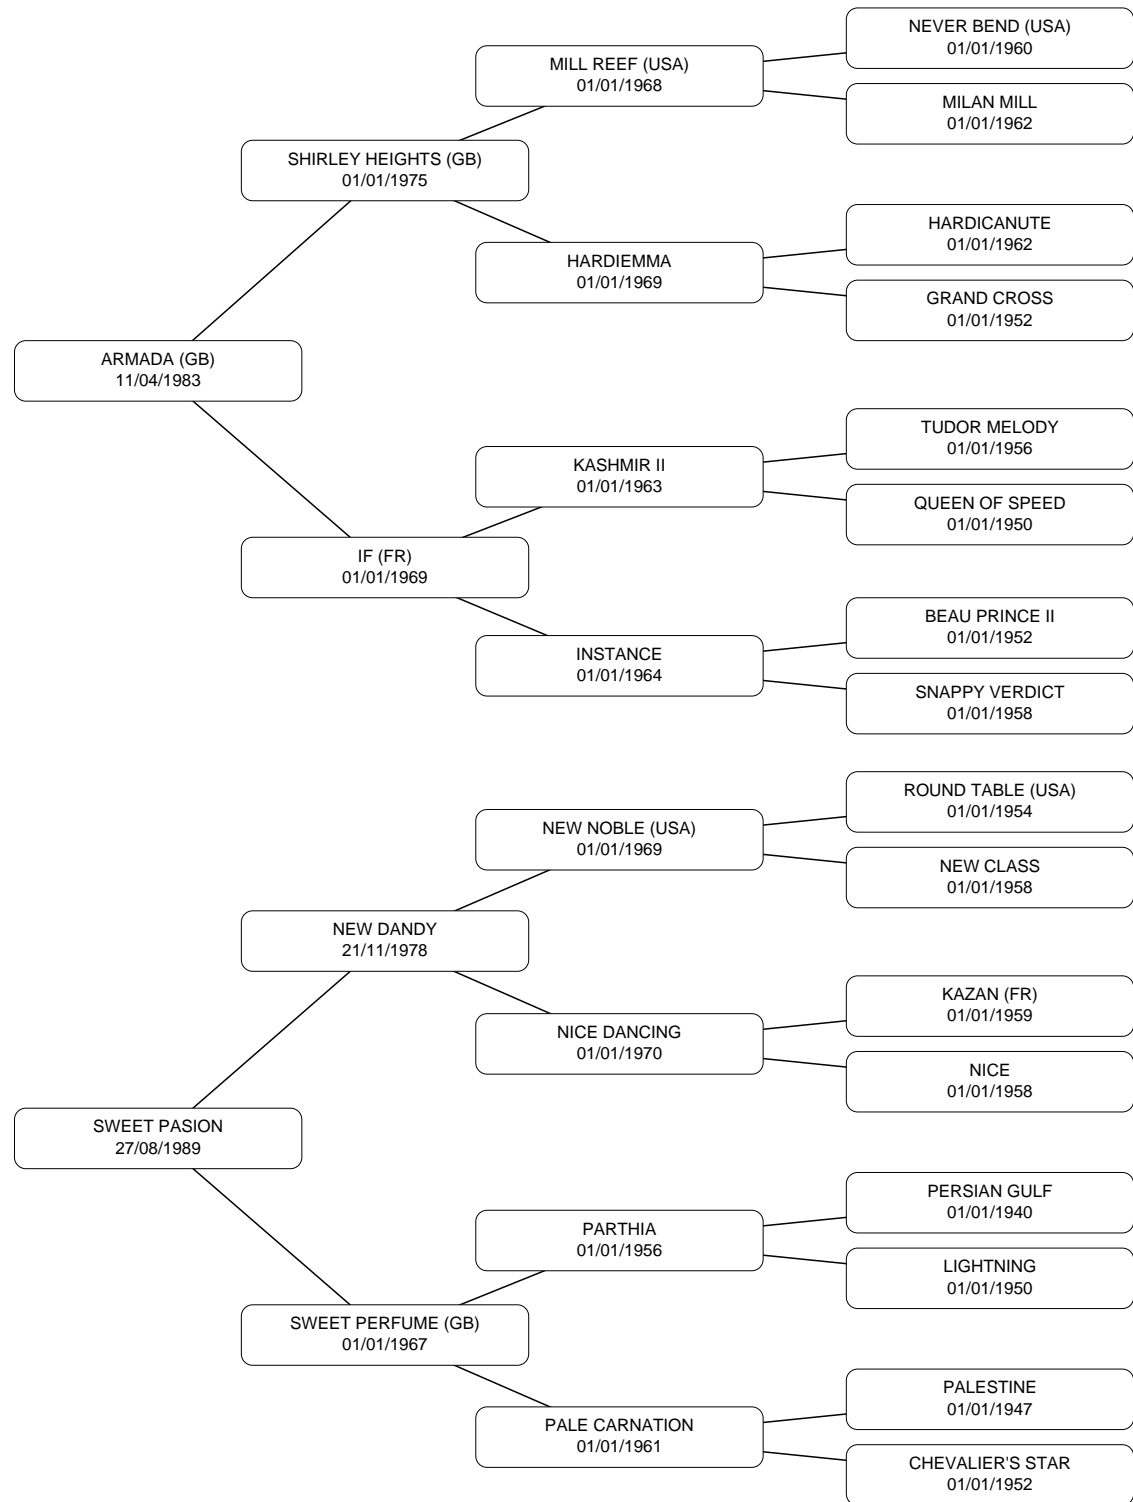 NEVER BEND (USA)
01/01/1960
MILL REEF (USA)
01/01/1968
MILAN MILL
01/01/1962
SHIRLEY HEIGHTS (GB)
01/01/1975
HARDICANUTE
01/01/1962
HARDIEMMA
01/01/1969
GRAND CROSS
01/01/1952
ARMADA (GB)
11/04/1983
TUDOR MELODY
01/01/1956
KASHMIR II
01/01/1963
QUEEN OF SPEED
01/01/1950
IF (FR)
01/01/1969
BEAU PRINCE II
01/01/1952
INSTANCE
01/01/1964
SNAPPY VERDICT
01/01/1958
ROUND TABLE (USA)
01/01/1954
NEW NOBLE (USA)
01/01/1969
NEW CLASS
01/01/1958
NEW DANDY
21/11/1978
KAZAN (FR)
01/01/1959
NICE DANCING
01/01/1970
NICE
01/01/1958
SWEET PASION
27/08/1989
PERSIAN GULF
01/01/1940
PARTHIA
01/01/1956
LIGHTNING
01/01/1950
SWEET PERFUME (GB)
01/01/1967
PALESTINE
01/01/1947
PALE CARNATION
01/01/1961
CHEVALIER'S STAR
01/01/1952